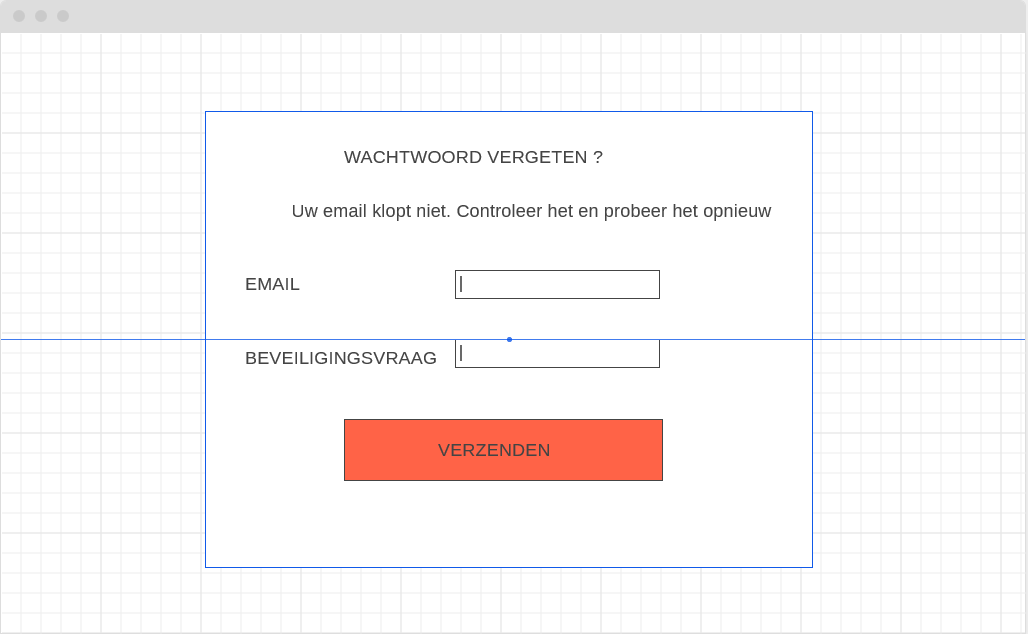 WACHTWOORD VERGETEN ?
Uw email klopt niet. Controleer het en probeer het opnieuw
EMAIL
BEVEILIGINGSVRAAG
VERZENDEN